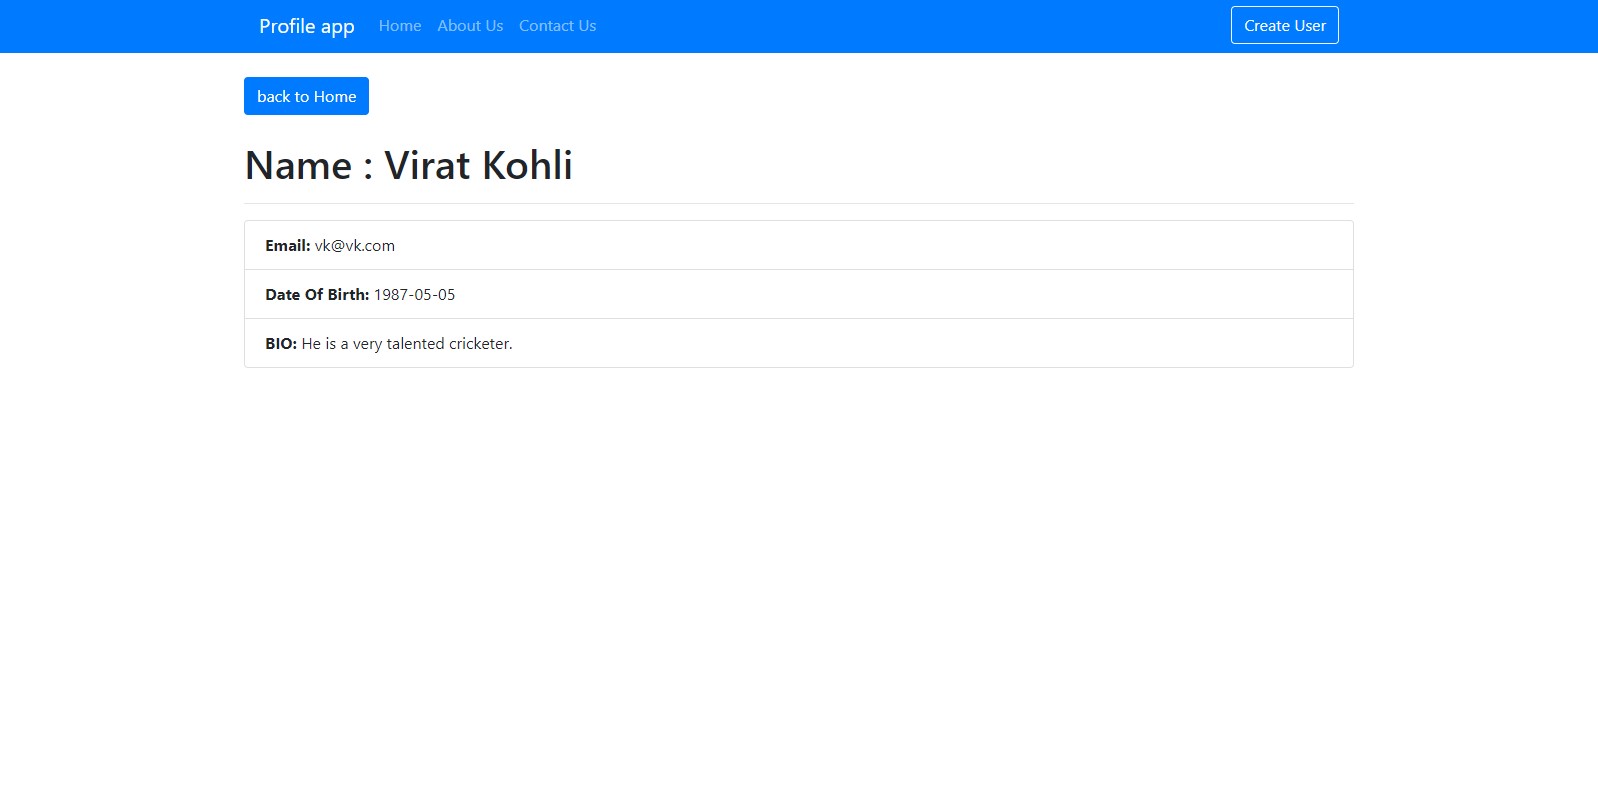 Profile app Home About Us Contact Us Create User
back to Home
Name : Virat Kohli
Email: vk@vk.com
Date Of Birth: 1987-05-05
BIO: He is a very talented cricketer.